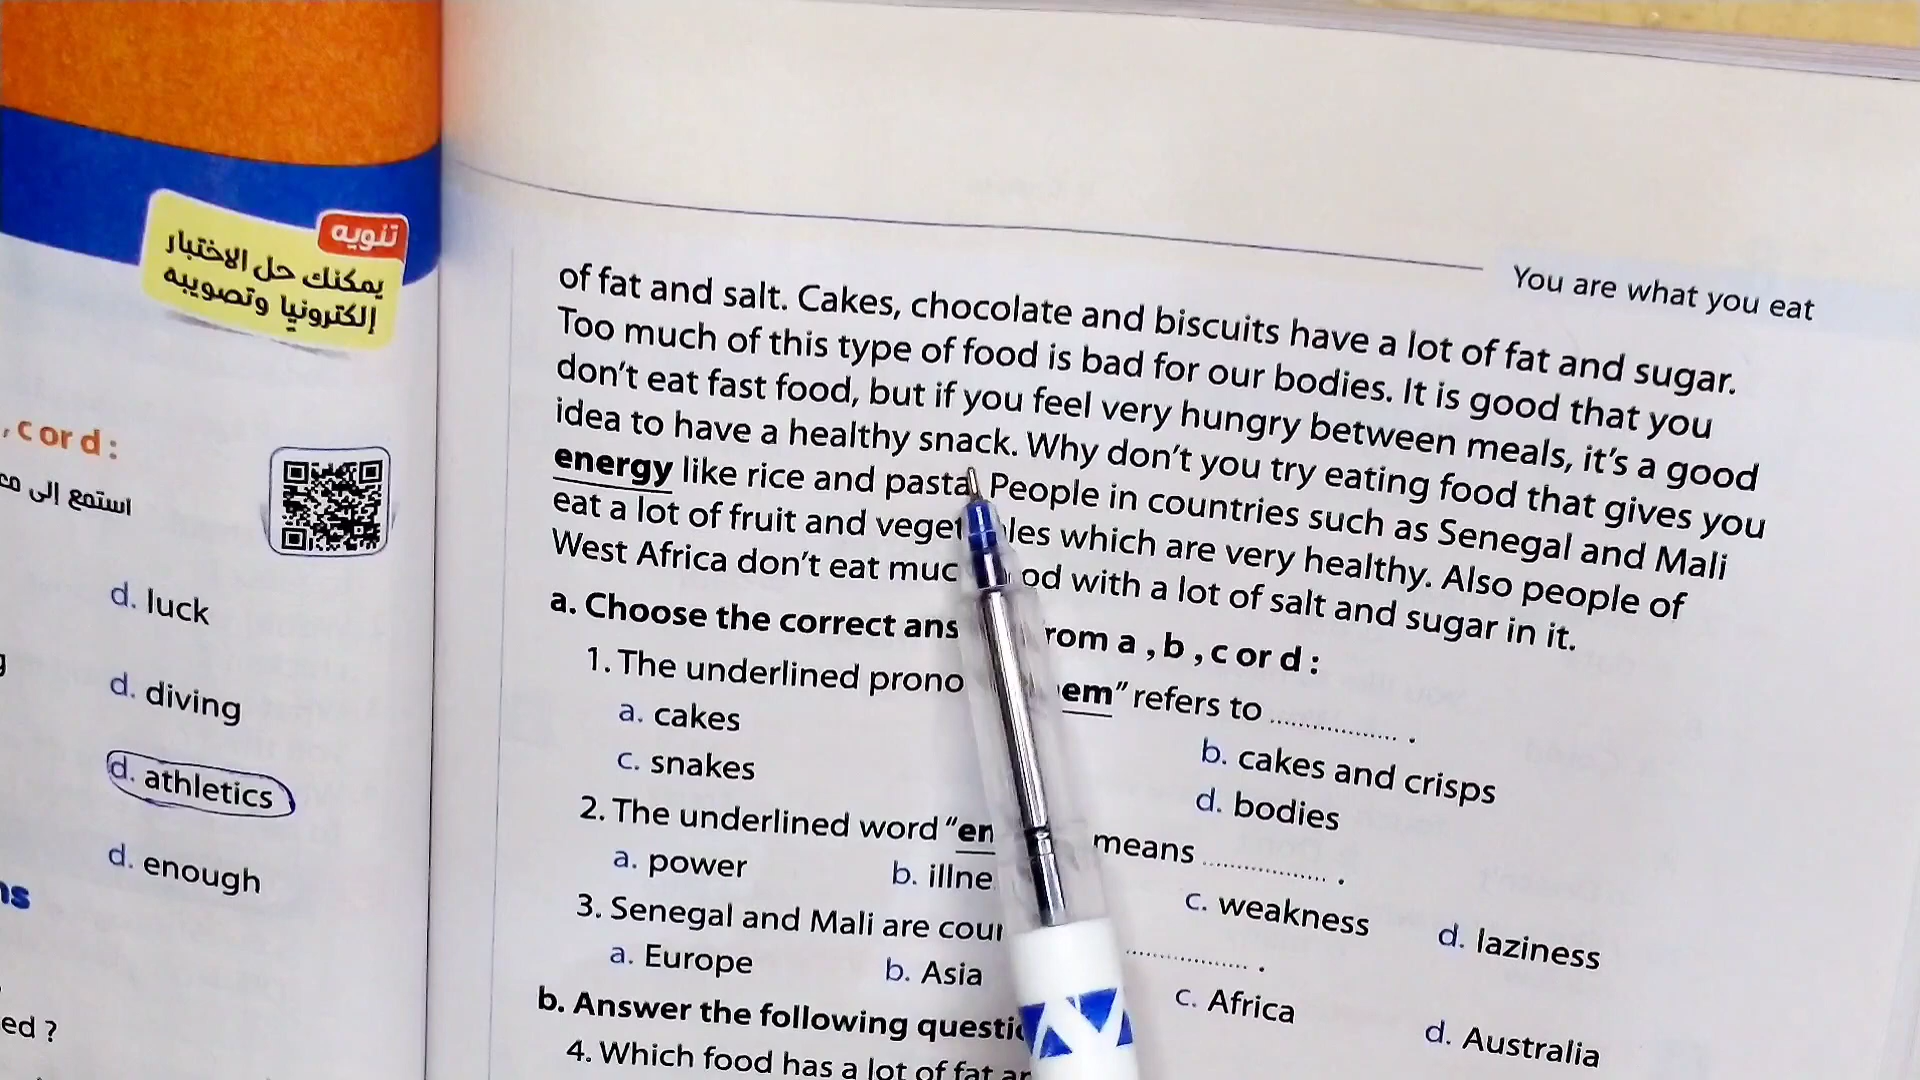 تنويه
يمكنك حل الاختبار
إلكترونيا وتصويبه
, c or d :
استمع إلى
d. luck
d. diving
d. athletics
d. enough
ed ?
You are what you eat
of fat and salt. Cakes, chocolate and biscuits have a lot of fat and sugar.
Too much of this type of food is bad for our bodies. It is good that you
don't eat fast food, but if you feel very hungry between meals, it's a good
idea to have a healthy snack. Why don't you try eating food that gives you
energy like rice and pasta. People in countries such as Senegal and Mali
eat a lot of fruit and veget les which are very healthy. Also people of
West Africa don't eat muc od with a lot of salt and sugar in it.
a. Choose the correct ans rom a , b , c or d :
1. The underlined prono em" refers to .................. .
a. cakes
b. cakes and crisps
c. snakes
d. bodies
2. The underlined word "en means .................. .
a. power
b. illne
c. weakness
d. laziness
3. Senegal and Mali are cour .................. .
a. Europe
b. Asia
c. Africa
d. Australia
b. Answer the following questio
4. Which food has a lot of fat an